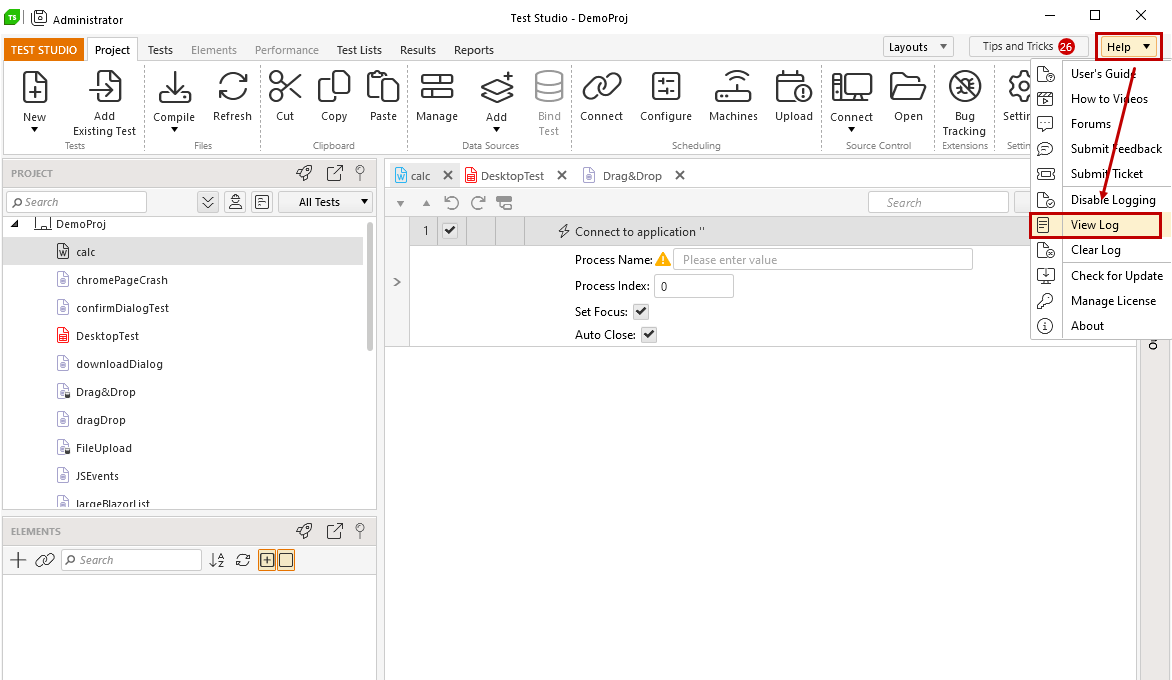 TS
Administrator
Test Studio - DemoProj
TEST STUDIO
Project
Tests
Elements
Performance
Test Lists
Results
Reports
Layouts
Tips and Tricks 26
Help
New
Add
Existing Test
Tests
Compile
Refresh
Files
Cut
Copy
Paste
Clipboard
Manage
Add
Bind
Test
Data Sources
Connect
Configure
Machines
Upload
Scheduling
Connect
Open
Source Control
Bug
Tracking
Extensions
User's Guide
How to Videos
Forums
Submit Feedback
Submit Ticket
Disable Logging
View Log
Clear Log
Check for Update
Manage License
About
PROJECT
Search
All Tests
DemoProj
calc
chromePageCrash
confirmDialogTest
DesktopTest
downloadDialog
Drag&Drop
dragDrop
FileUpload
JSEvents
largeBlazorList
ELEMENTS
Search
calc
DesktopTest
Drag&Drop
Search
1
Connect to application ''
Process Name:
Please enter value
Process Index:
0
Set Focus:
Auto Close: